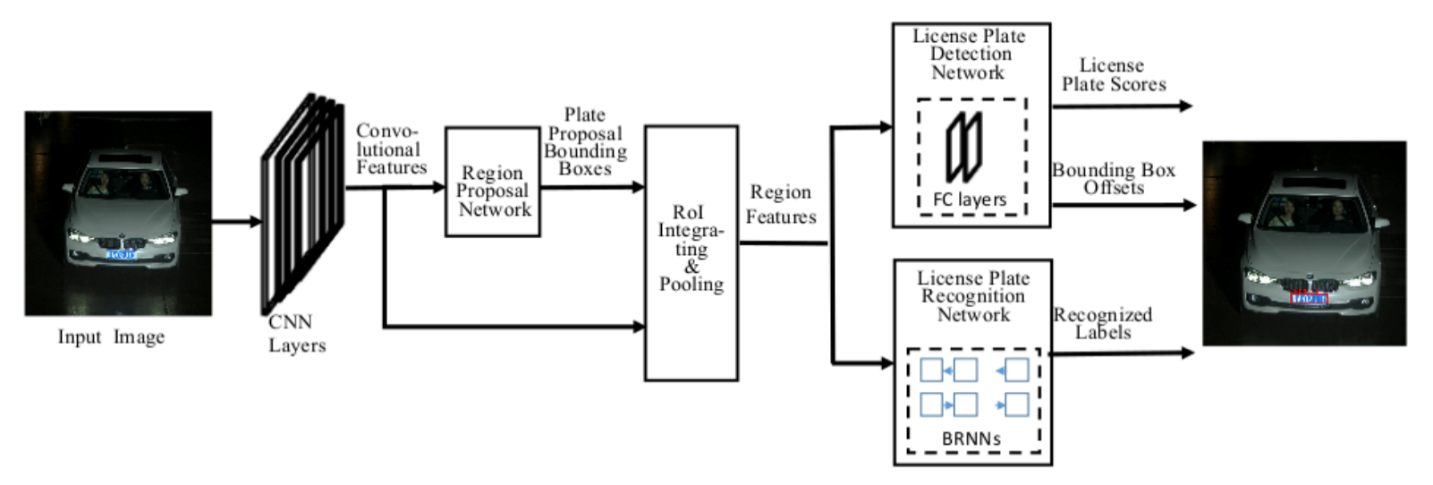 Input Image
CNN
Layers
Convo-
lutional
Features
Region
Proposal
Network
Plate
Proposal
Bounding
Boxes
RoI
Integra-
ting
&
Pooling
Region
Features
License Plate
Detection
Network
FC layers
License
Plate Scores
Bounding Box
Offsets
License Plate
Recognition
Network
BRNNs
Recognized
Labels